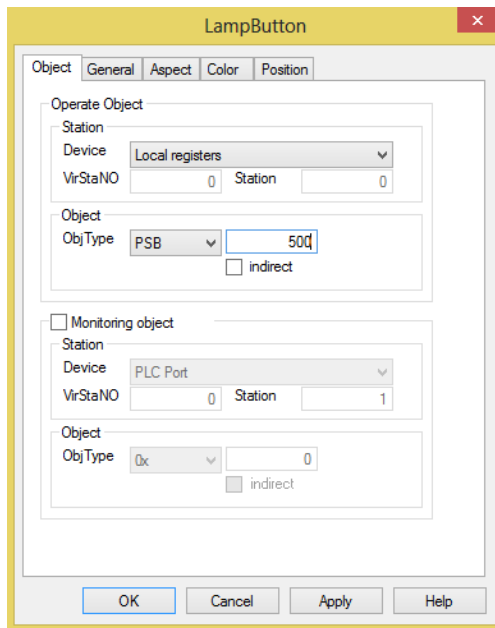 LampButton
Object General Aspect Color Position
Operate Object
Station
Device Local registers
VirStaNO 0 Station 0
Object
ObjType PSB 500
indirect
Monitoring object
Station
Device PLC Port
VirStaNO 0 Station 1
Object
ObjType 0x 0
indirect
OK Cancel Apply Help